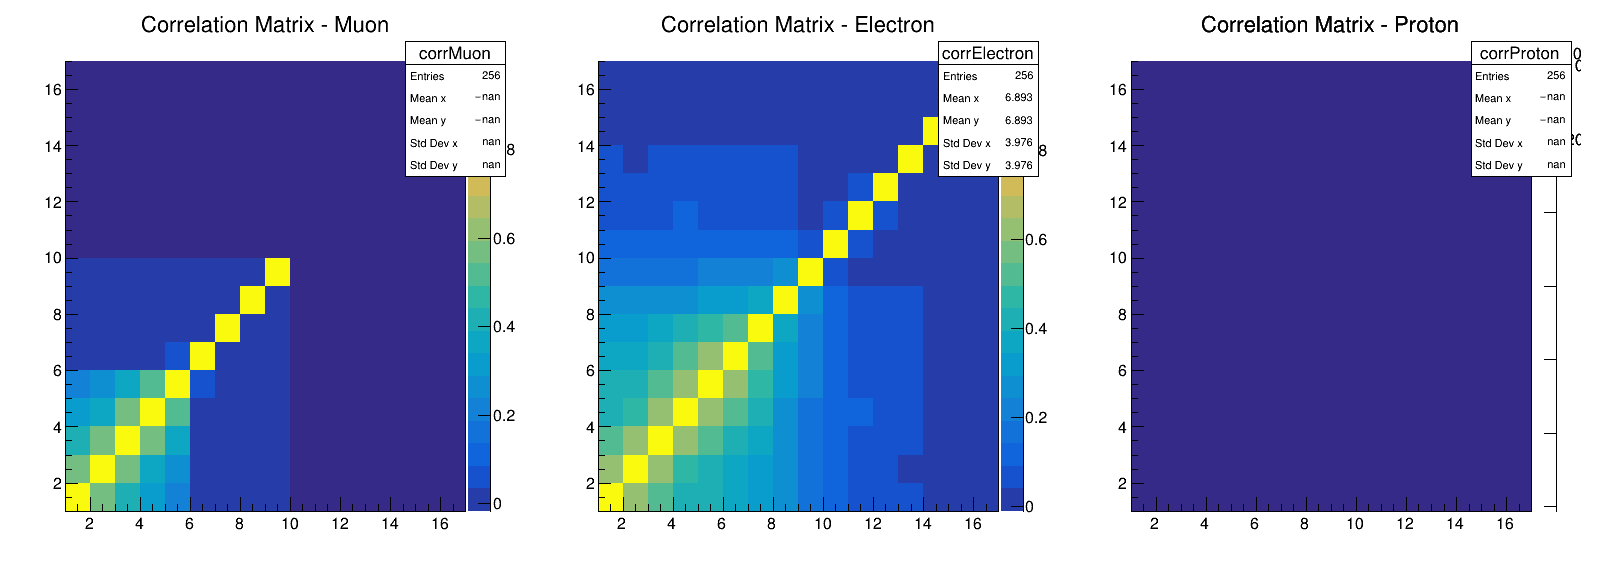 Correlation Matrix - Muon
corrMuon
Entries 256
Mean x −nan
Mean y −nan
Std Dev x nan
Std Dev y nan
16
14
12
10
8
6
4
2
2 4 6 8 10 12 14 16
8
0.6
0.4
0.2
0
Correlation Matrix - Electron
corrElectron
Entries 256
Mean x 6.893
Mean y 6.893
Std Dev x 3.976
Std Dev y 3.976
16
14
12
10
8
6
4
2
2 4 6 8 10 12 14 16
8
0.6
0.4
0.2
0
Correlation Matrix - Proton
corrProton
Entries 256
Mean x −nan
Mean y −nan
Std Dev x nan
Std Dev y nan
16
14
12
10
8
6
4
2
2 4 6 8 10 12 14 16